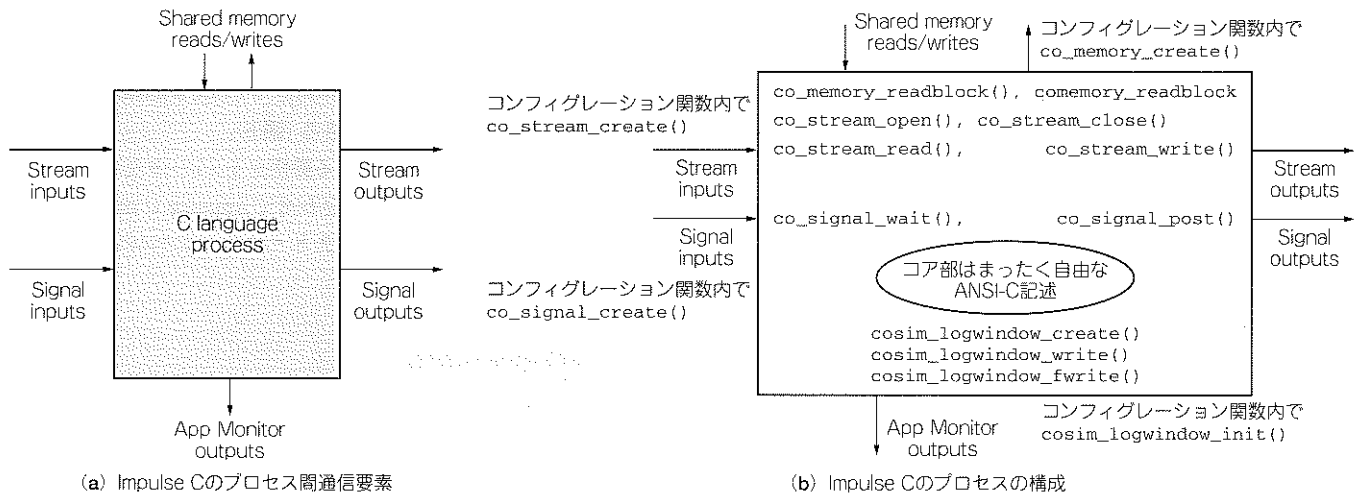 Shared memory
reads/writes
Stream
inputs
Signal
inputs
C language
process
Stream
outputs
Signal
outputs
App Monitor
outputs
(a) Impulse Cのプロセス間通信要素
Shared memory
reads/writes
コンフィグレーション関数内で
co_memory_create()
コンフィグレーション関数内で
co_stream_create()
Stream
inputs
Signal
inputs
コンフィグレーション関数内で
co_signal_create()
co_memory_readblock(), comemory_readblock
co_stream_open(), co_stream_close()
co_stream_read(), co_stream_write()
co_signal_wait(), co_signal_post()
コア部はまったく自由な
ANSI-C記述
cosim_logwindow_create()
cosim_logwindow_write()
cosim_logwindow_fwrite()
Stream
outputs
Signal
outputs
App Monitor
outputs
コンフィグレーション関数内で
cosim_logwindow_init()
(b) Impulse Cのプロセスの構成